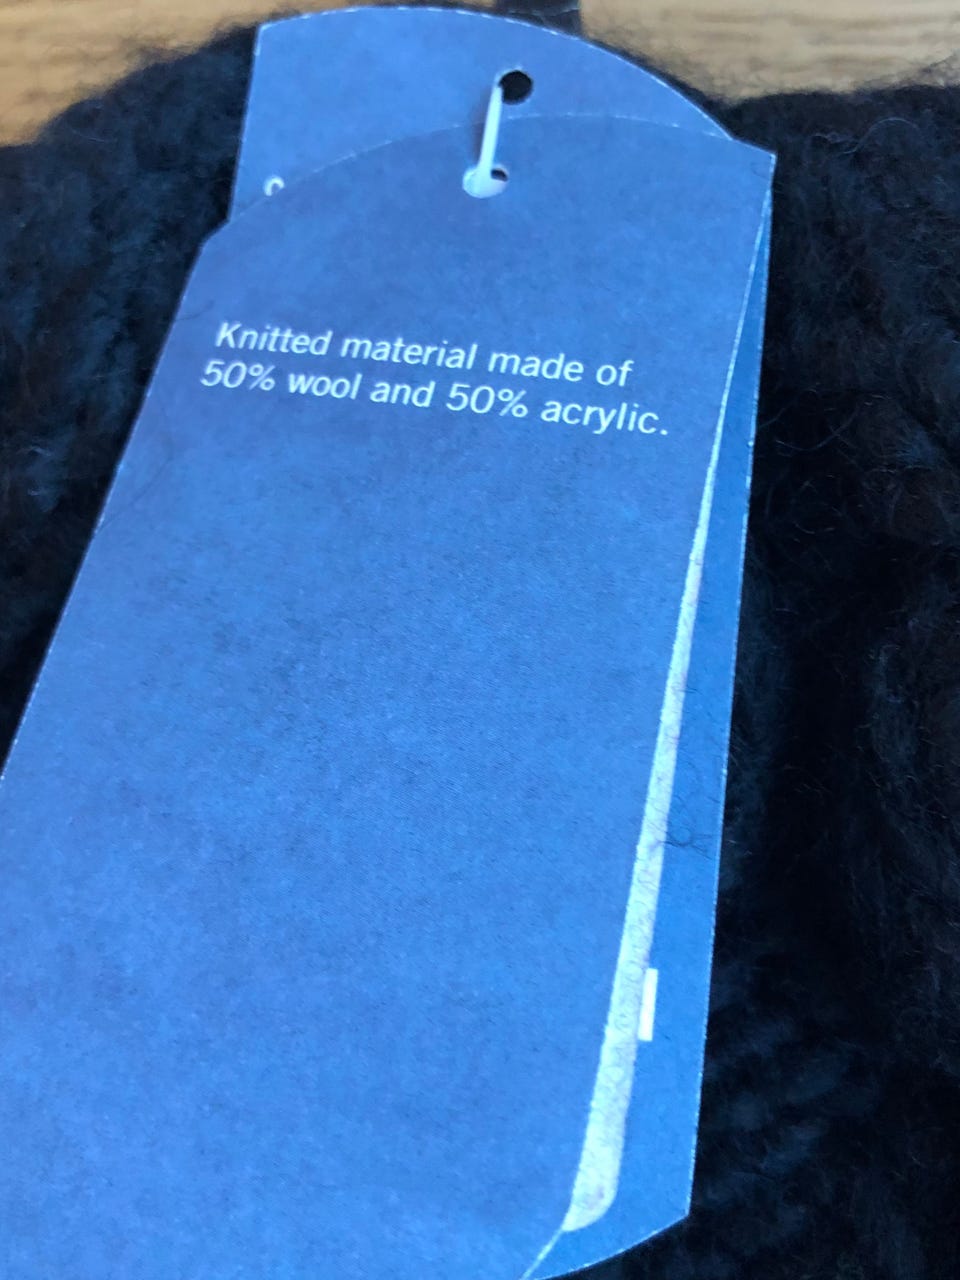 Knitted material made of
50% wool and 50% acrylic.